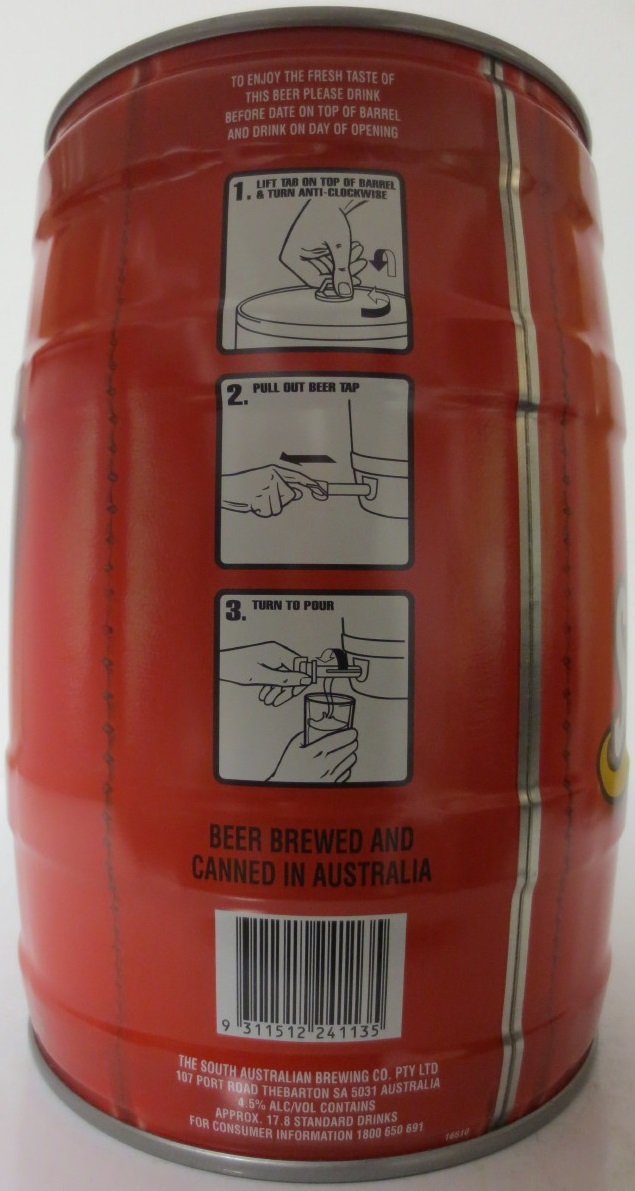 TO ENJOY THE FRESH TASTE OF
THIS BEER PLEASE DRINK
BEFORE DATE ON TOP OF BARREL
AND DRINK ON DAY OF OPENING
1. LIFT TAB ON TOP OF BARREL
& TURN ANTI-CLOCKWISE
2. PULL OUT BEER TAP
3. TURN TO POUR
BEER BREWED AND
CANNED IN AUSTRALIA
9 311512 241135
THE SOUTH AUSTRALIAN BREWING CO. PTY LTD
107 PORT ROAD THEBARTON SA 5031 AUSTRALIA
4.5% ALC/VOL CONTAINS
APPROX. 17.8 STANDARD DRINKS
FOR CONSUMER INFORMATION 1800 650 691